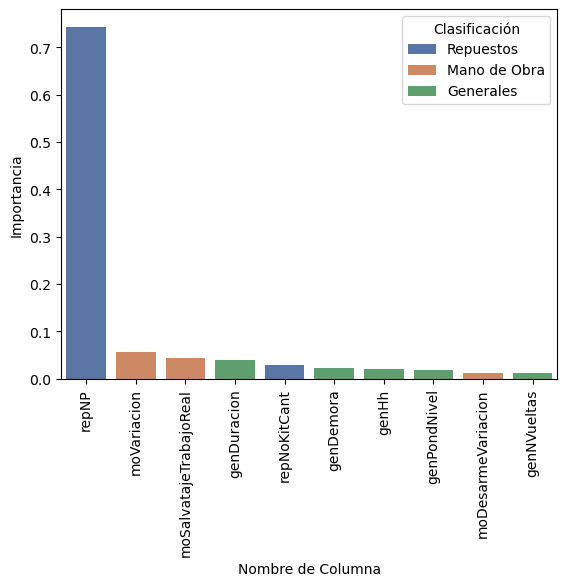 Clasificación
Repuestos
Mano de Obra
Generales
Importancia
0.7
0.6
0.5
0.4
0.3
0.2
0.1
0.0
repNP
moVariacion
moSalvatajeTrabajoReal
genDuracion
repNoKitCant
genDemora
genHh
genPondNivel
moDesarmeVariacion
genNVueltas
Nombre de Columna